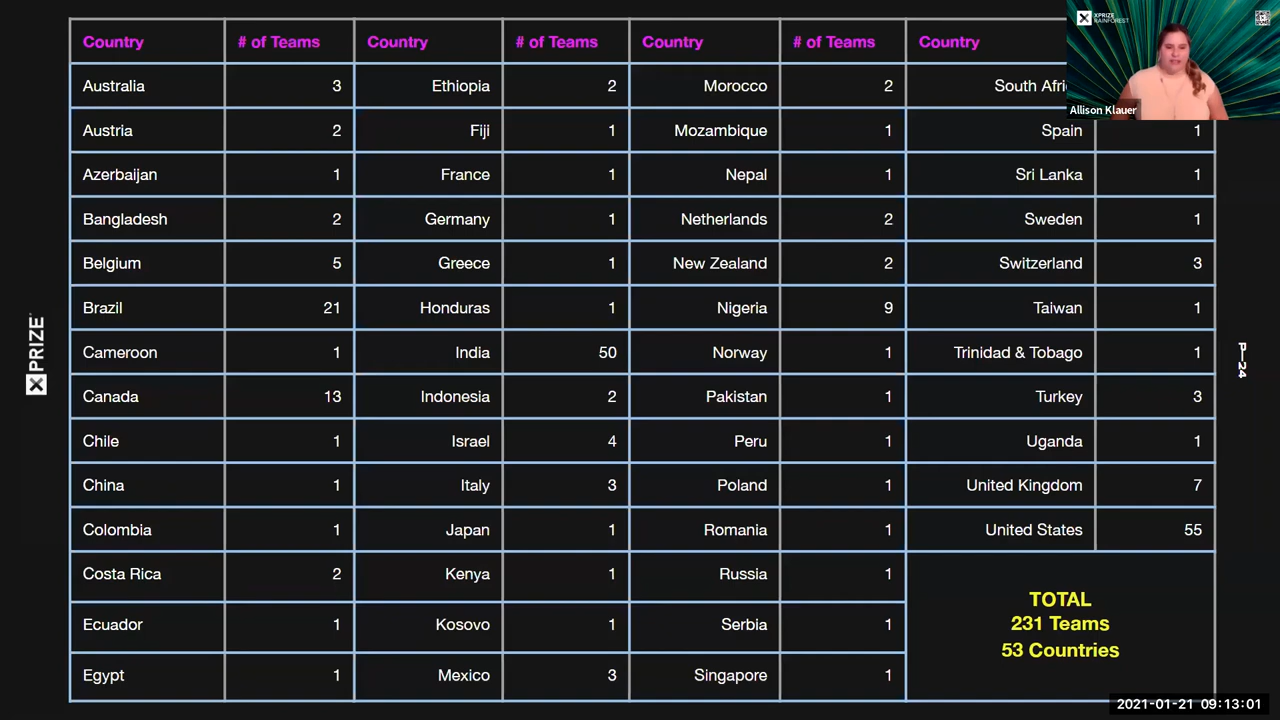 Country # of Teams Country # of Teams Country # of Teams Country
Australia 3 Ethiopia 2 Morocco 2 South Afri
Austria 2 Fiji 1 Mozambique 1 Spain 1
Azerbaijan 1 France 1 Nepal 1 Sri Lanka 1
Bangladesh 2 Germany 1 Netherlands 2 Sweden 1
Belgium 5 Greece 1 New Zealand 2 Switzerland 3
Brazil 21 Honduras 1 Nigeria 9 Taiwan 1
Cameroon 1 India 50 Norway 1 Trinidad & Tobago 1
Canada 13 Indonesia 2 Pakistan 1 Turkey 3
Chile 1 Israel 4 Peru 1 Uganda 1
China 1 Italy 3 Poland 1 United Kingdom 7
Colombia 1 Japan 1 Romania 1 United States 55
Costa Rica 2 Kenya 1 Russia 1
Ecuador 1 Kosovo 1 Serbia 1
Egypt 1 Mexico 3 Singapore 1
TOTAL
231 Teams
53 Countries
XPRIZE
P—24
XPRIZE
RAINFOREST
Allison Klauer
2021-01-21 09:13:01